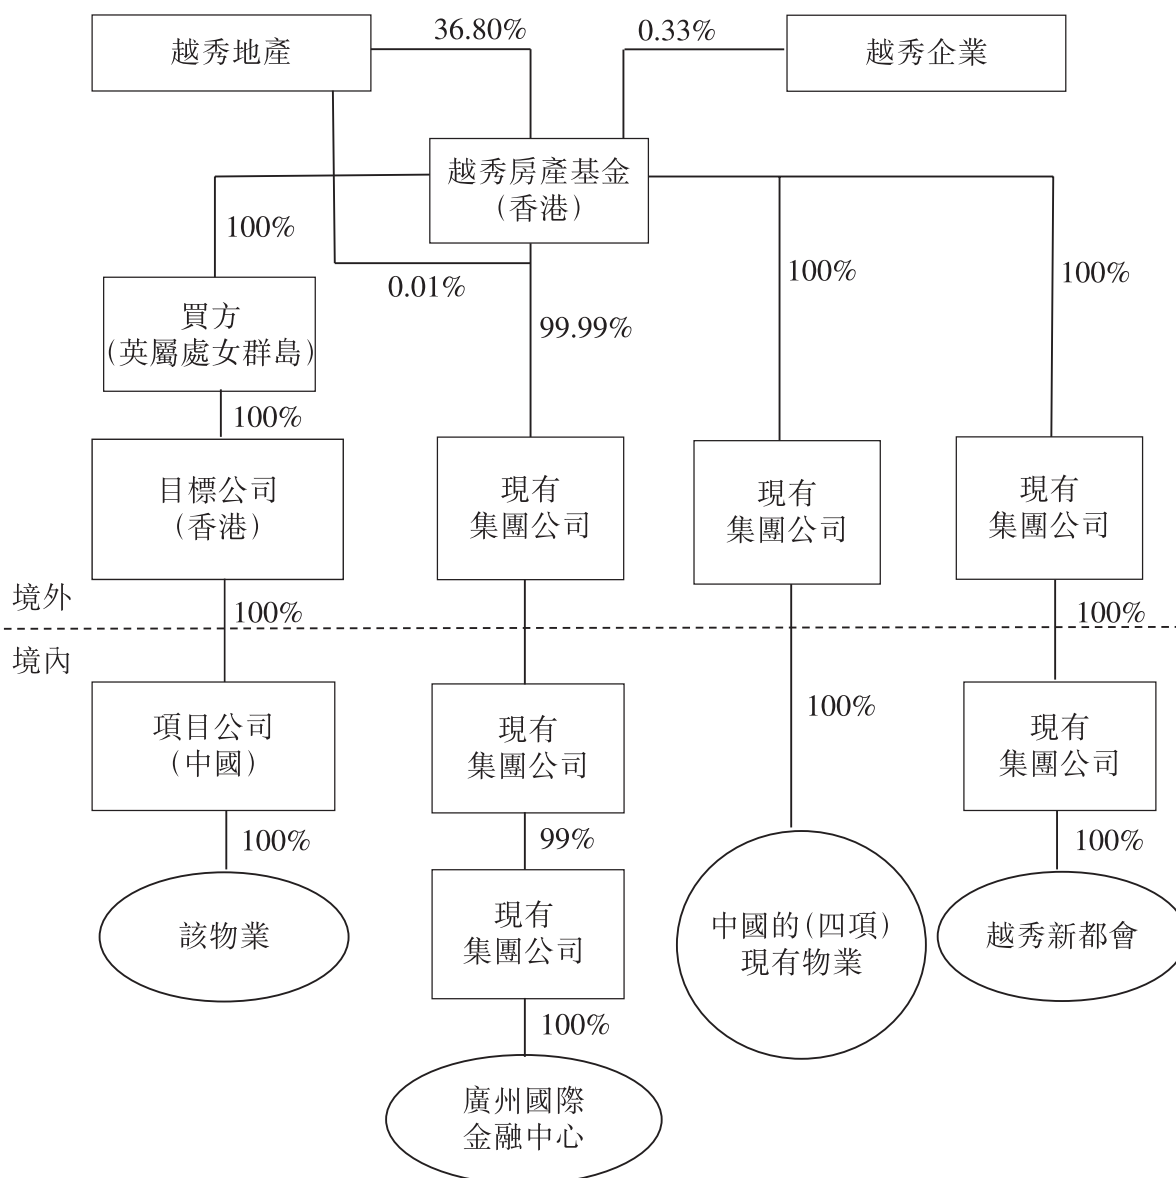 越秀地產
36.80%
0.33%
越秀企業
越秀房產基金
(香港)
100%
0.01%
99.99%
100%
100%
買方
(英屬處女群島)
100%
目標公司
(香港)
現有
集團公司
現有
集團公司
現有
集團公司
境外
100%
100%
境內
項目公司
(中國)
現有
集團公司
100%
現有
集團公司
100%
99%
100%
該物業
現有
集團公司
中國的(四項)
現有物業
越秀新都會
100%
廣州國際
金融中心